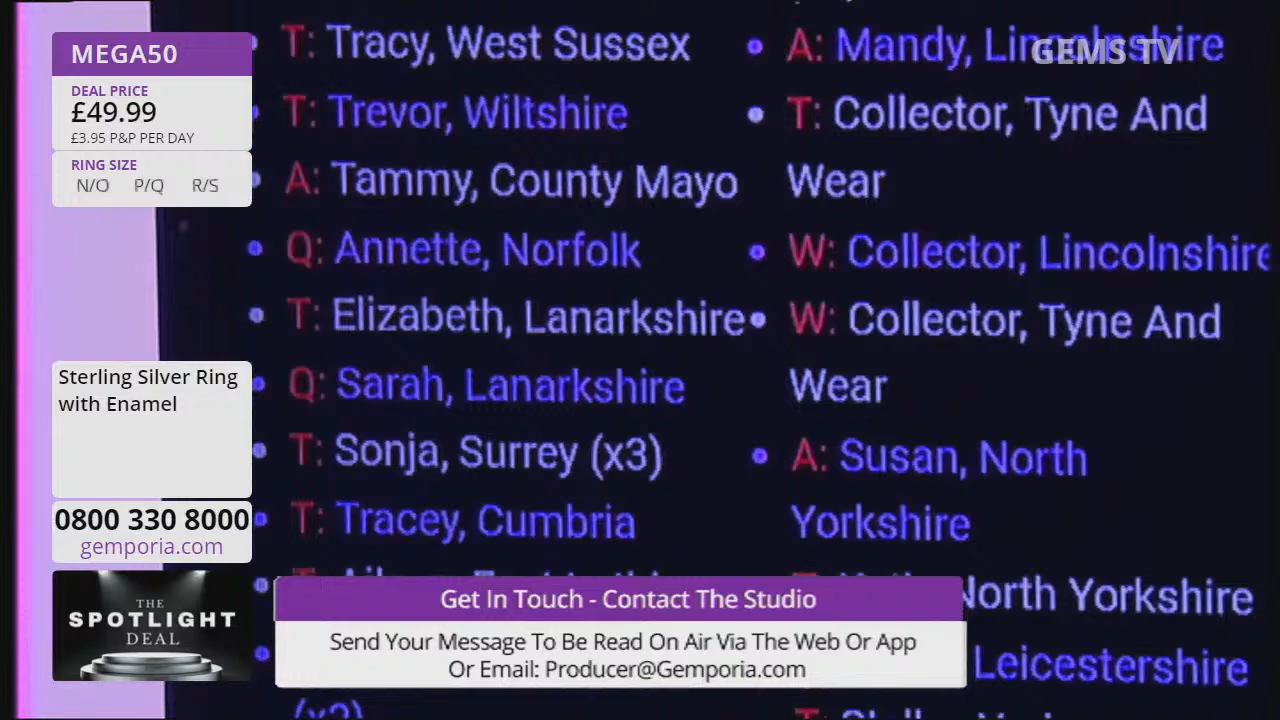 MEGA50
DEAL PRICE
£49.99
£3.95 P&P PER DAY
RING SIZE
N/O P/Q R/S
Sterling Silver Ring
with Enamel
0800 330 8000
gemporia.com
THE
SPOTLIGHT
DEAL
T: Tracy, West Sussex
T: Trevor, Wiltshire
A: Tammy, County Mayo
Q: Annette, Norfolk
T: Elizabeth, Lanarkshire
Q: Sarah, Lanarkshire
T: Sonja, Surrey (x3)
T: Tracey, Cumbria
(x2)
GEMS TV
A: Mandy, Lincolnshire
T: Collector, Tyne And
Wear
W: Collector, Lincolnshire
W: Collector, Tyne And
Wear
A: Susan, North
Yorkshire
North Yorkshire
Leicestershire
Get In Touch - Contact The Studio
Send Your Message To Be Read On Air Via The Web Or App
Or Email: Producer@Gemporia.com